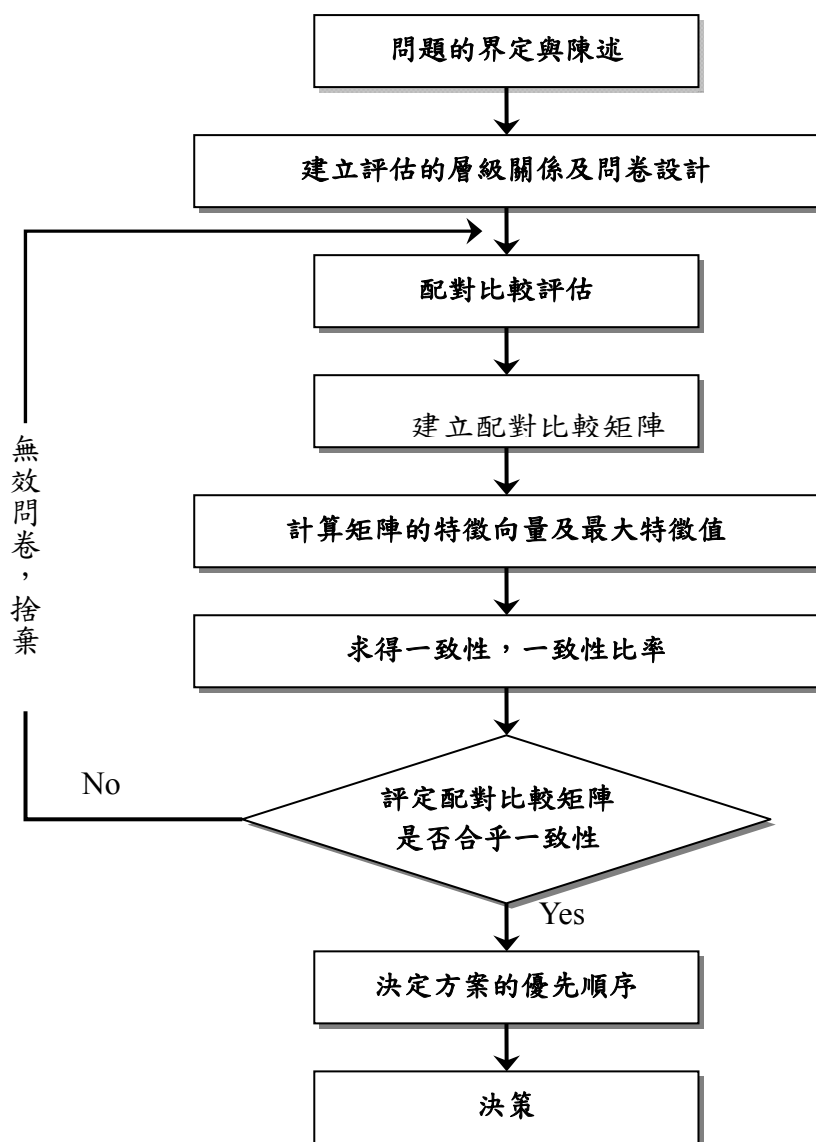 問題的界定與陳述
建立評估的層級關係及問卷設計
配對比較評估
建立配對比較矩陣
無效問卷，捨棄
計算矩陣的特徵向量及最大特徵值
求得一致性，一致性比率
No
評定配對比較矩陣
是否合乎一致性
Yes
決定方案的優先順序
決策